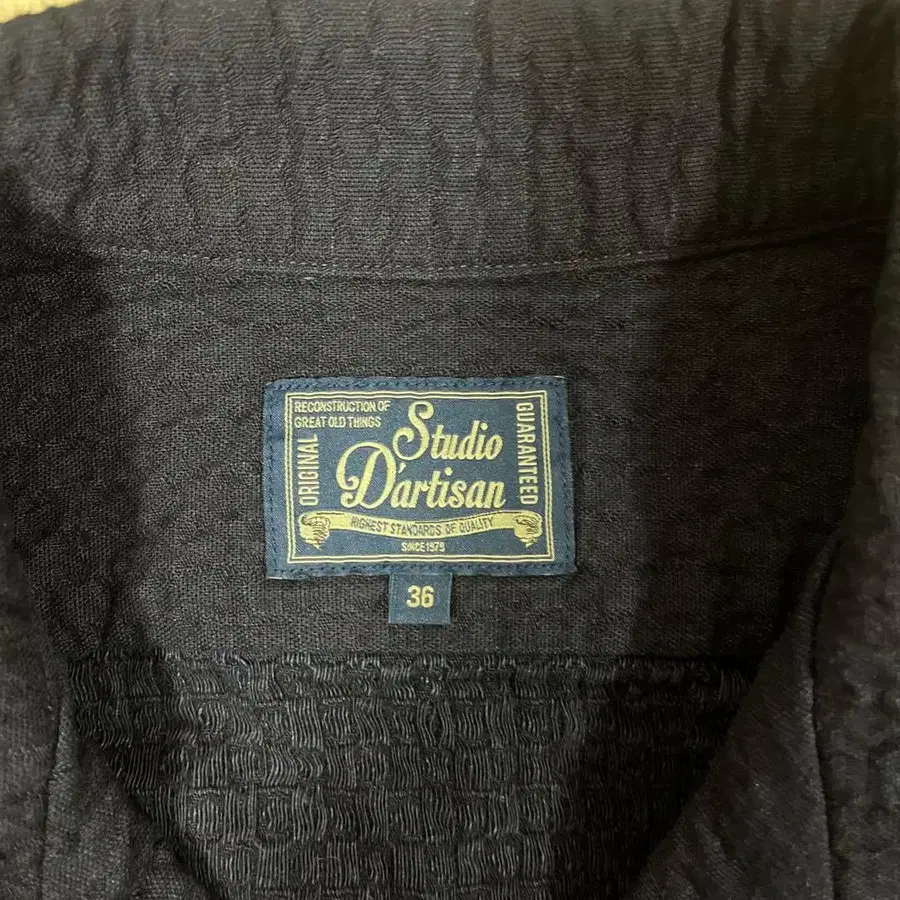 RECONSTRUCTION OF
GREAT OLD THINGS
ORIGINAL
Studio
D'artisan
GUARANTEED
HIGHEST STANDARDS OF QUALITY
SINCE 1979
36